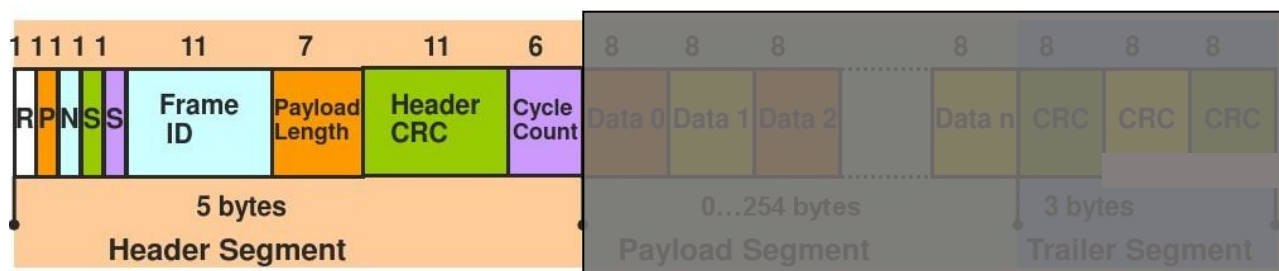 1 1 1 1 1 11 7 11 6 8 8 8 8 8 8 8
R P N S S Frame ID Payload Length Header CRC Cycle Count Data 0 Data 1 Data 2 Data n CRC CRC CRC
5 bytes 0...254 bytes 3 bytes
Header Segment Payload Segment Trailer Segment